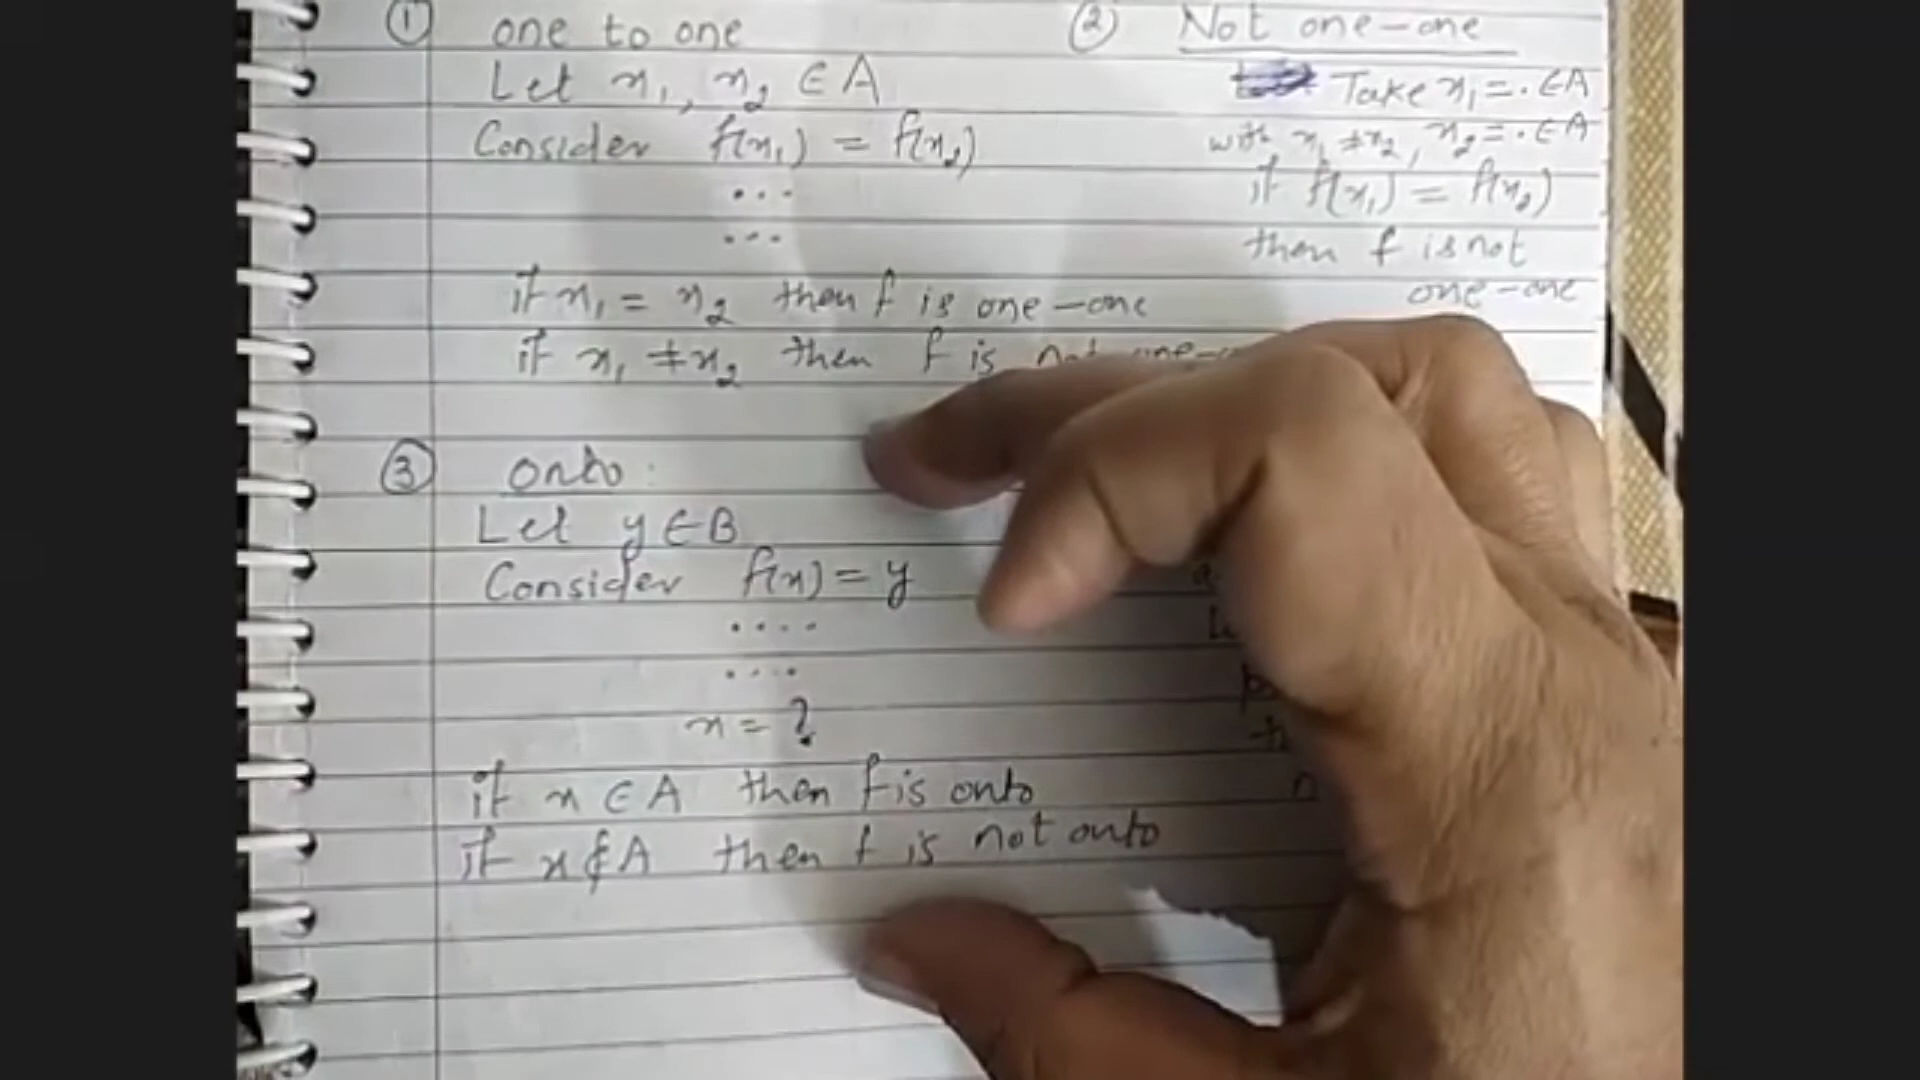 ① one to one
Let x₁, x₂ ∈ A
Consider f(x₁) = f(x₂)
...
...
if x₁ = x₂ then f is one-one
if x₁ ≠ x₂ then f is not one-
② Not one-one
Take x₁ = . ∈ A
with x₁ ≠ x₂, x₂ = . ∈ A
if f(x₁) = f(x₂)
then f is not
one-one
③ onto:
Let y ∈ B
Consider f(x) = y
....
....
x = ?
if x ∈ A then f is onto
if x ∉ A then f is not onto